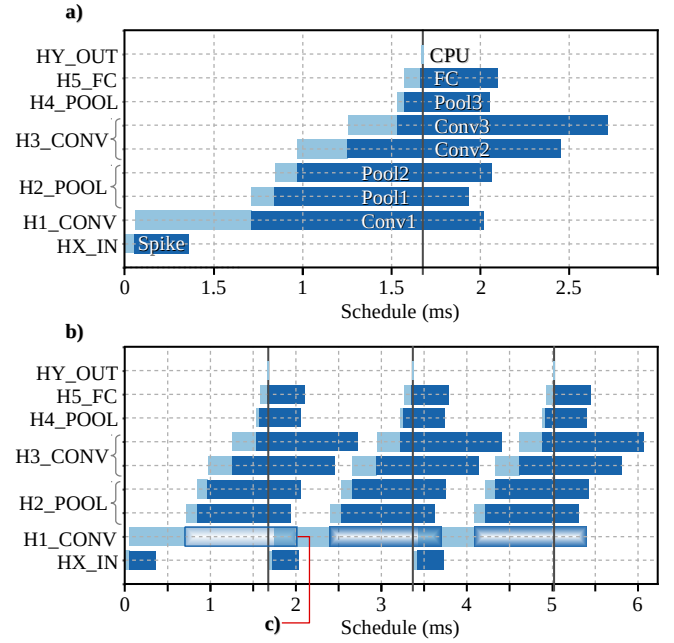 a)
HY_OUT
CPU
H5_FC
FC
H4_POOL
Pool3
H3_CONV
Conv3
Conv2
H2_POOL
Pool2
Pool1
H1_CONV
Conv1
HX_IN
Spike
0 1.5 1 1.5 2 2.5
Schedule (ms)
b)
HY_OUT
H5_FC
H4_POOL
H3_CONV
H2_POOL
H1_CONV
HX_IN
0 1 2 3 4 5 6
c)
Schedule (ms)